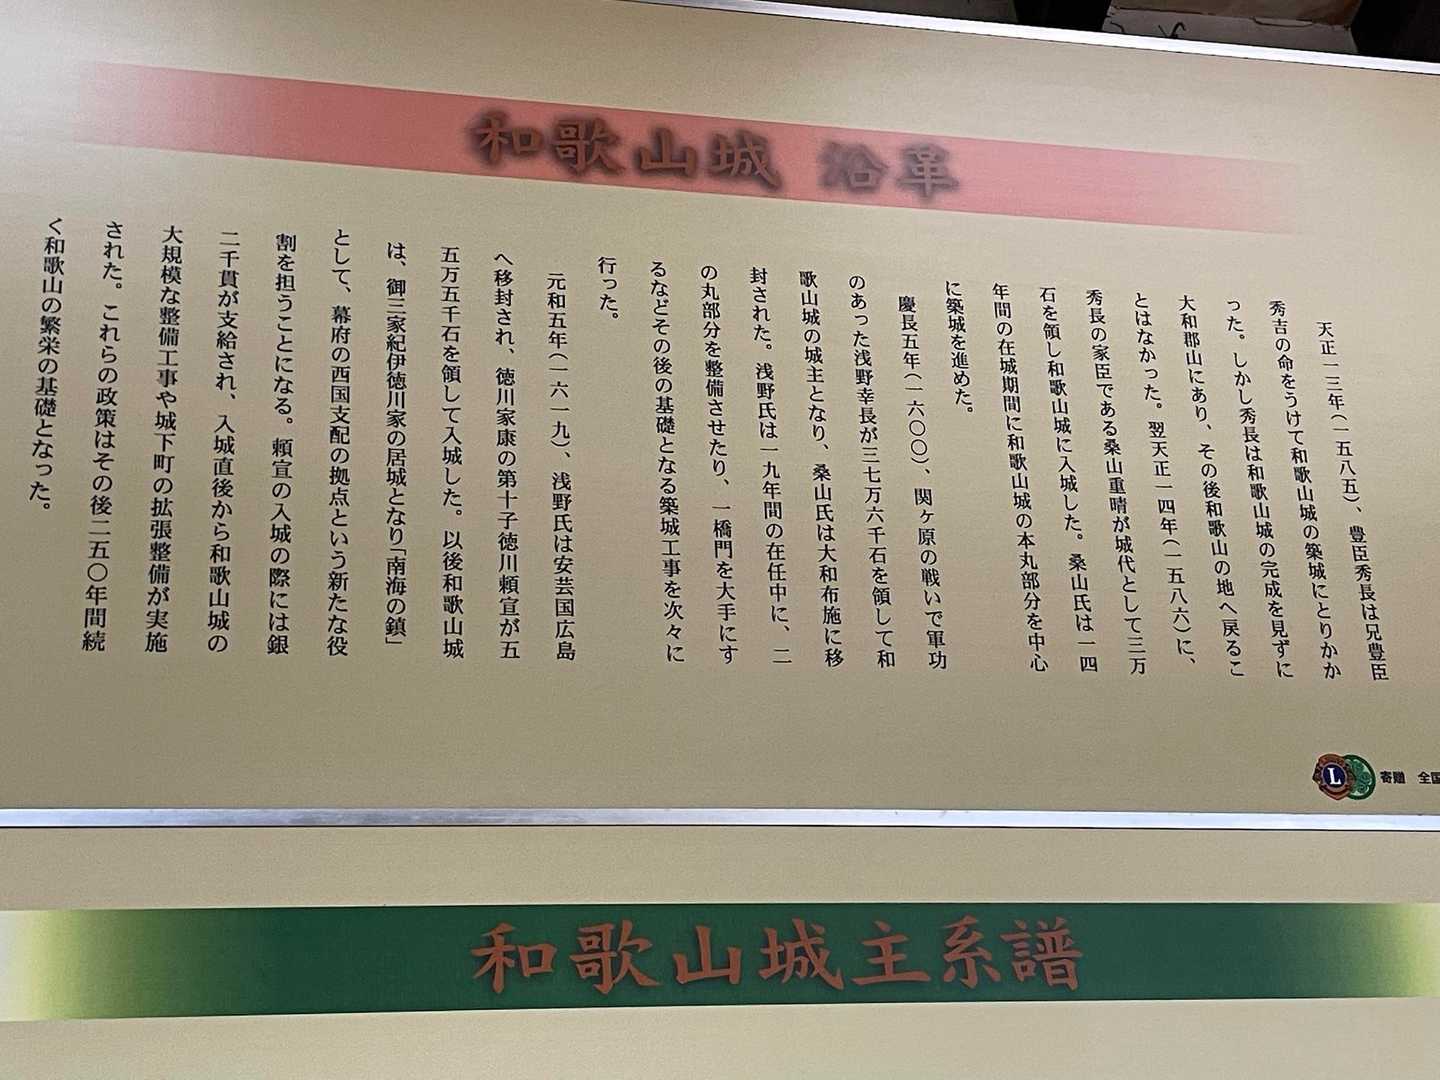 和歌山城 沿革
天正一三年(一五八五)、豊臣秀長は兄豊臣
秀吉の命をうけて和歌山城の築城にとりかか
った。しかし秀長は和歌山城の完成を見ずに
大和郡山にあり、その後和歌山の地へ戻るこ
とはなかった。翌天正一四年(一五八六)に、
秀長の家臣である桑山重晴が城代として三万
石を領し和歌山城に入城した。桑山氏は一四
年間の在城期間に和歌山城の本丸部分を中心
に築城を進めた。
慶長五年(一六〇〇)、関ヶ原の戦いで軍功
のあった浅野幸長が三七万六千石を領して和
歌山城の城主となり、桑山氏は大和布施に移
封された。浅野氏は一九年間の在任中に、二
の丸部分を整備させたり、一橋門を大手にす
るなどその後の基礎となる築城工事を次々に
行った。
元和五年(一六一九)、浅野氏は安芸国広島
へ移封され、徳川家康の第十子徳川頼宣が五
五万五千石を領して入城した。以後和歌山城
は、御三家紀伊徳川家の居城となり「南海の鎮」
として、幕府の西国支配の拠点という新たな役
割を担うことになる。頼宣の入城の際には銀
二千貫が支給され、入城直後から和歌山城の
大規模な整備工事や城下町の拡張整備が実施
された。これらの政策はその後二五〇年間続
く和歌山の繁栄の基礎となった。
L 寄贈 全国
和歌山城主系譜